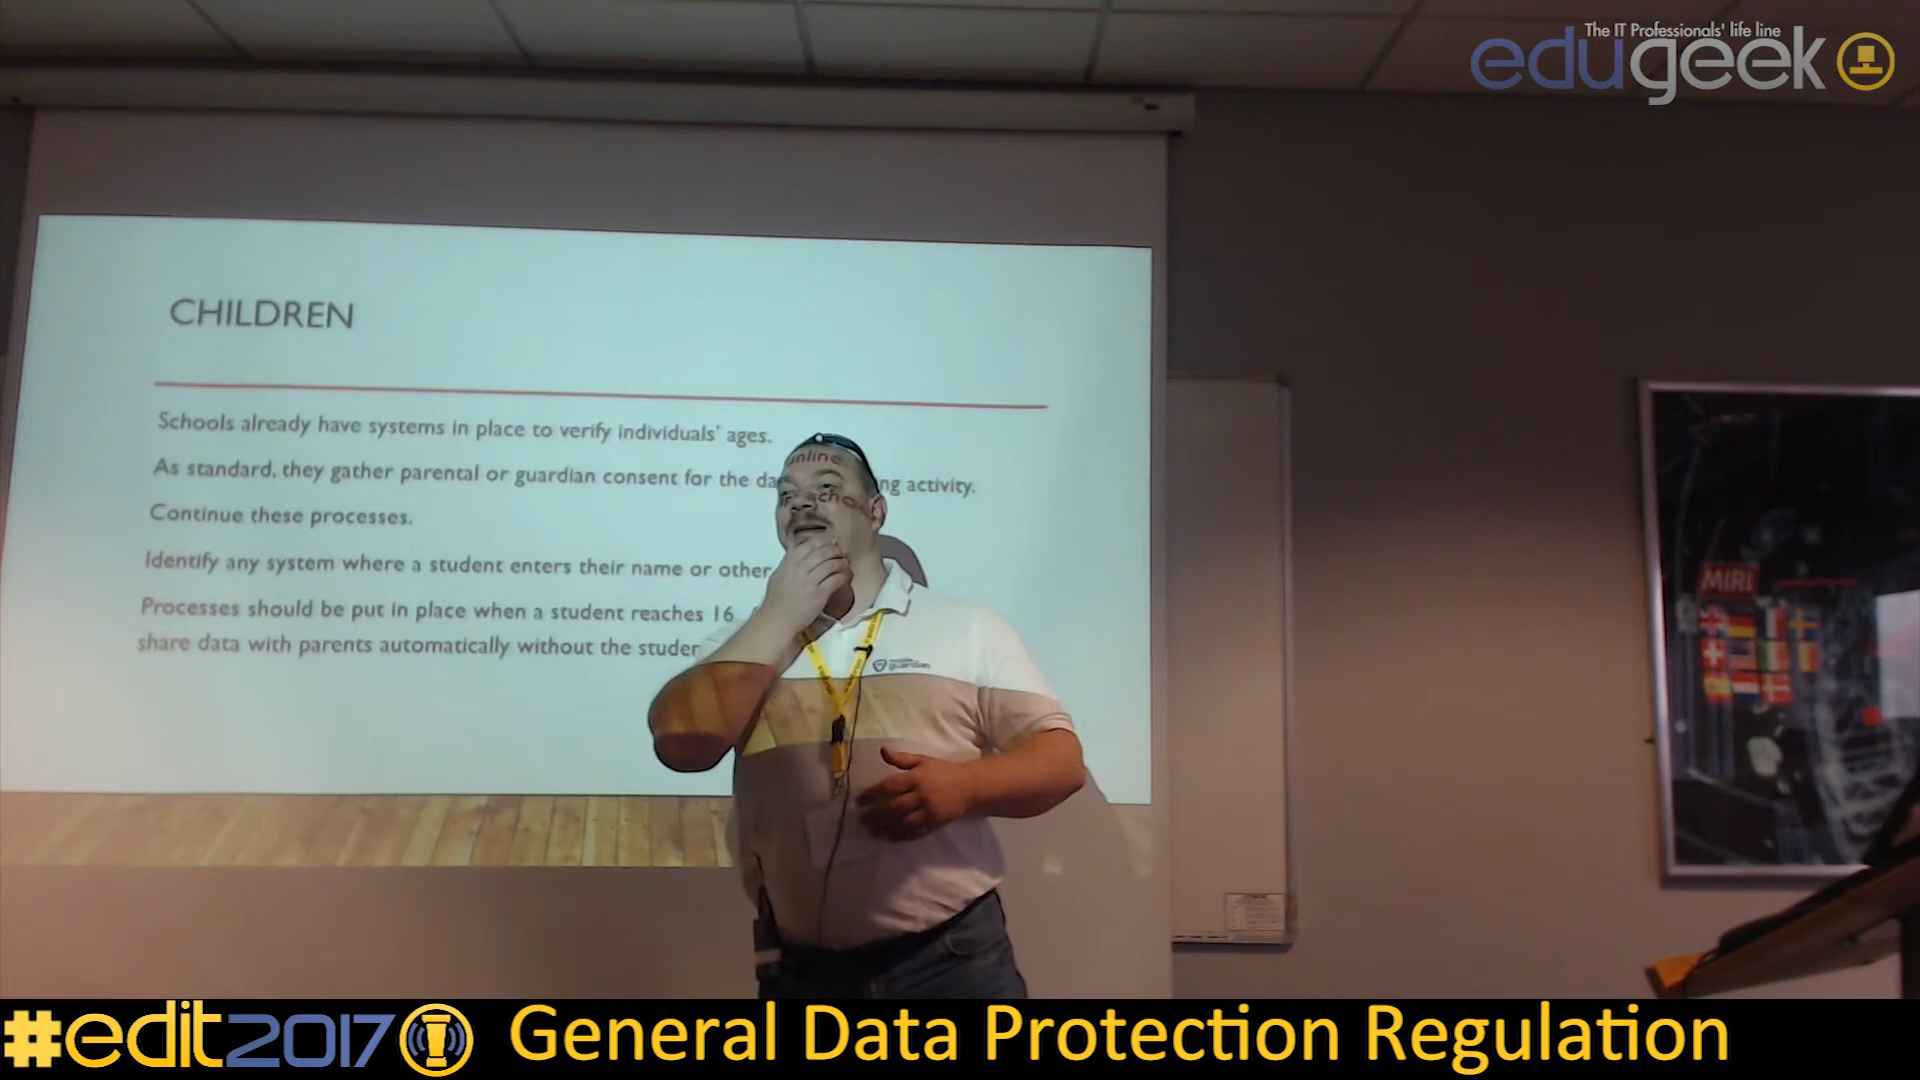 The IT Professionals' life line
edugeek
CHILDREN
Schools already have systems in place to verify individuals' ages.
As standard, they gather parental or guardian consent for the da ng activity.
Continue these processes.
Identify any system where a student enters their name or other online
Processes should be put in place when a student reaches 16
share data with parents automatically without the studen
mobile guardian
MIRI
#edit2017 General Data Protection Regulation